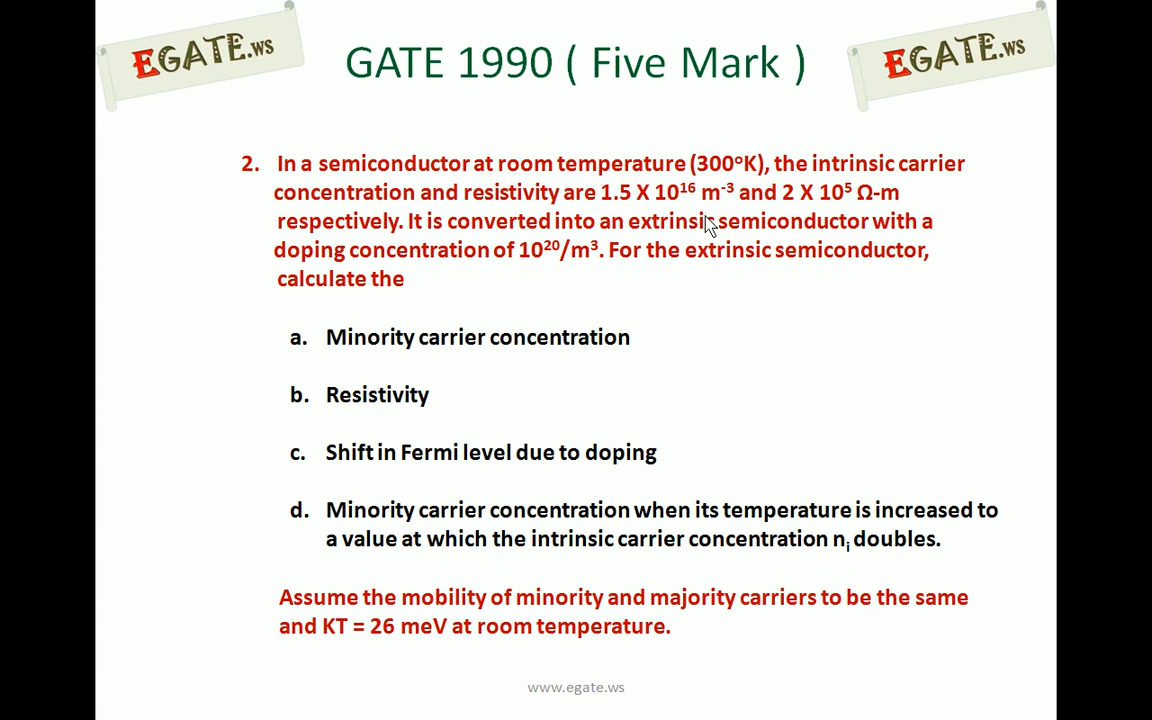 EGATE.ws
GATE 1990 ( Five Mark )
EGATE.ws
2. In a semiconductor at room temperature (300ᵒK), the intrinsic carrier
concentration and resistivity are 1.5 X 10¹⁶ m⁻³ and 2 X 10⁵ Ω-m
respectively. It is converted into an extrinsic semiconductor with a
doping concentration of 10²⁰/m³. For the extrinsic semiconductor,
calculate the
a. Minority carrier concentration
b. Resistivity
c. Shift in Fermi level due to doping
d. Minority carrier concentration when its temperature is increased to
a value at which the intrinsic carrier concentration nᵢ doubles.
Assume the mobility of minority and majority carriers to be the same
and KT = 26 meV at room temperature.
www.egate.ws